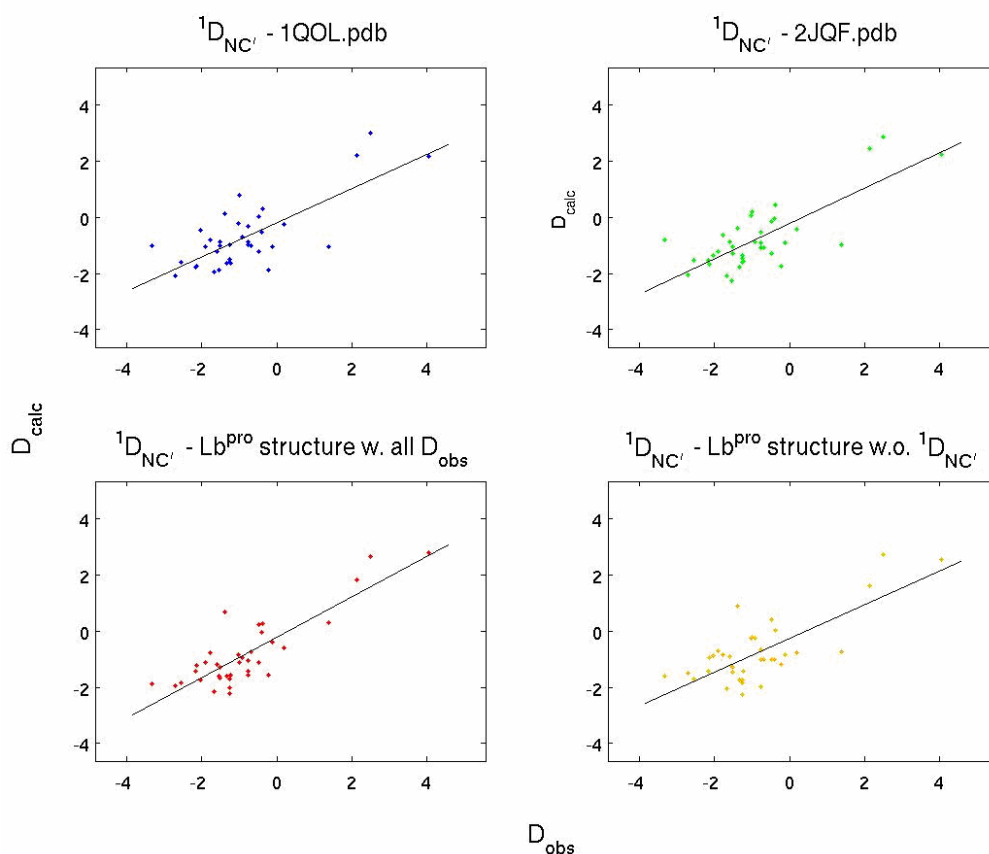 ¹D_NC′ - 1QOL.pdb
4
2
0
-2
-4
-4 -2 0 2 4
¹D_NC′ - 2JQF.pdb
D_calc
4
2
0
-2
-4
-4 -2 0 2 4
D_calc
¹D_NC′ - Lb^pro structure w. all D_obs
4
2
0
-2
-4
-4 -2 0 2 4
¹D_NC′ - Lb^pro structure w.o. ¹D_NC′
4
2
0
-2
-4
-4 -2 0 2 4
D_obs